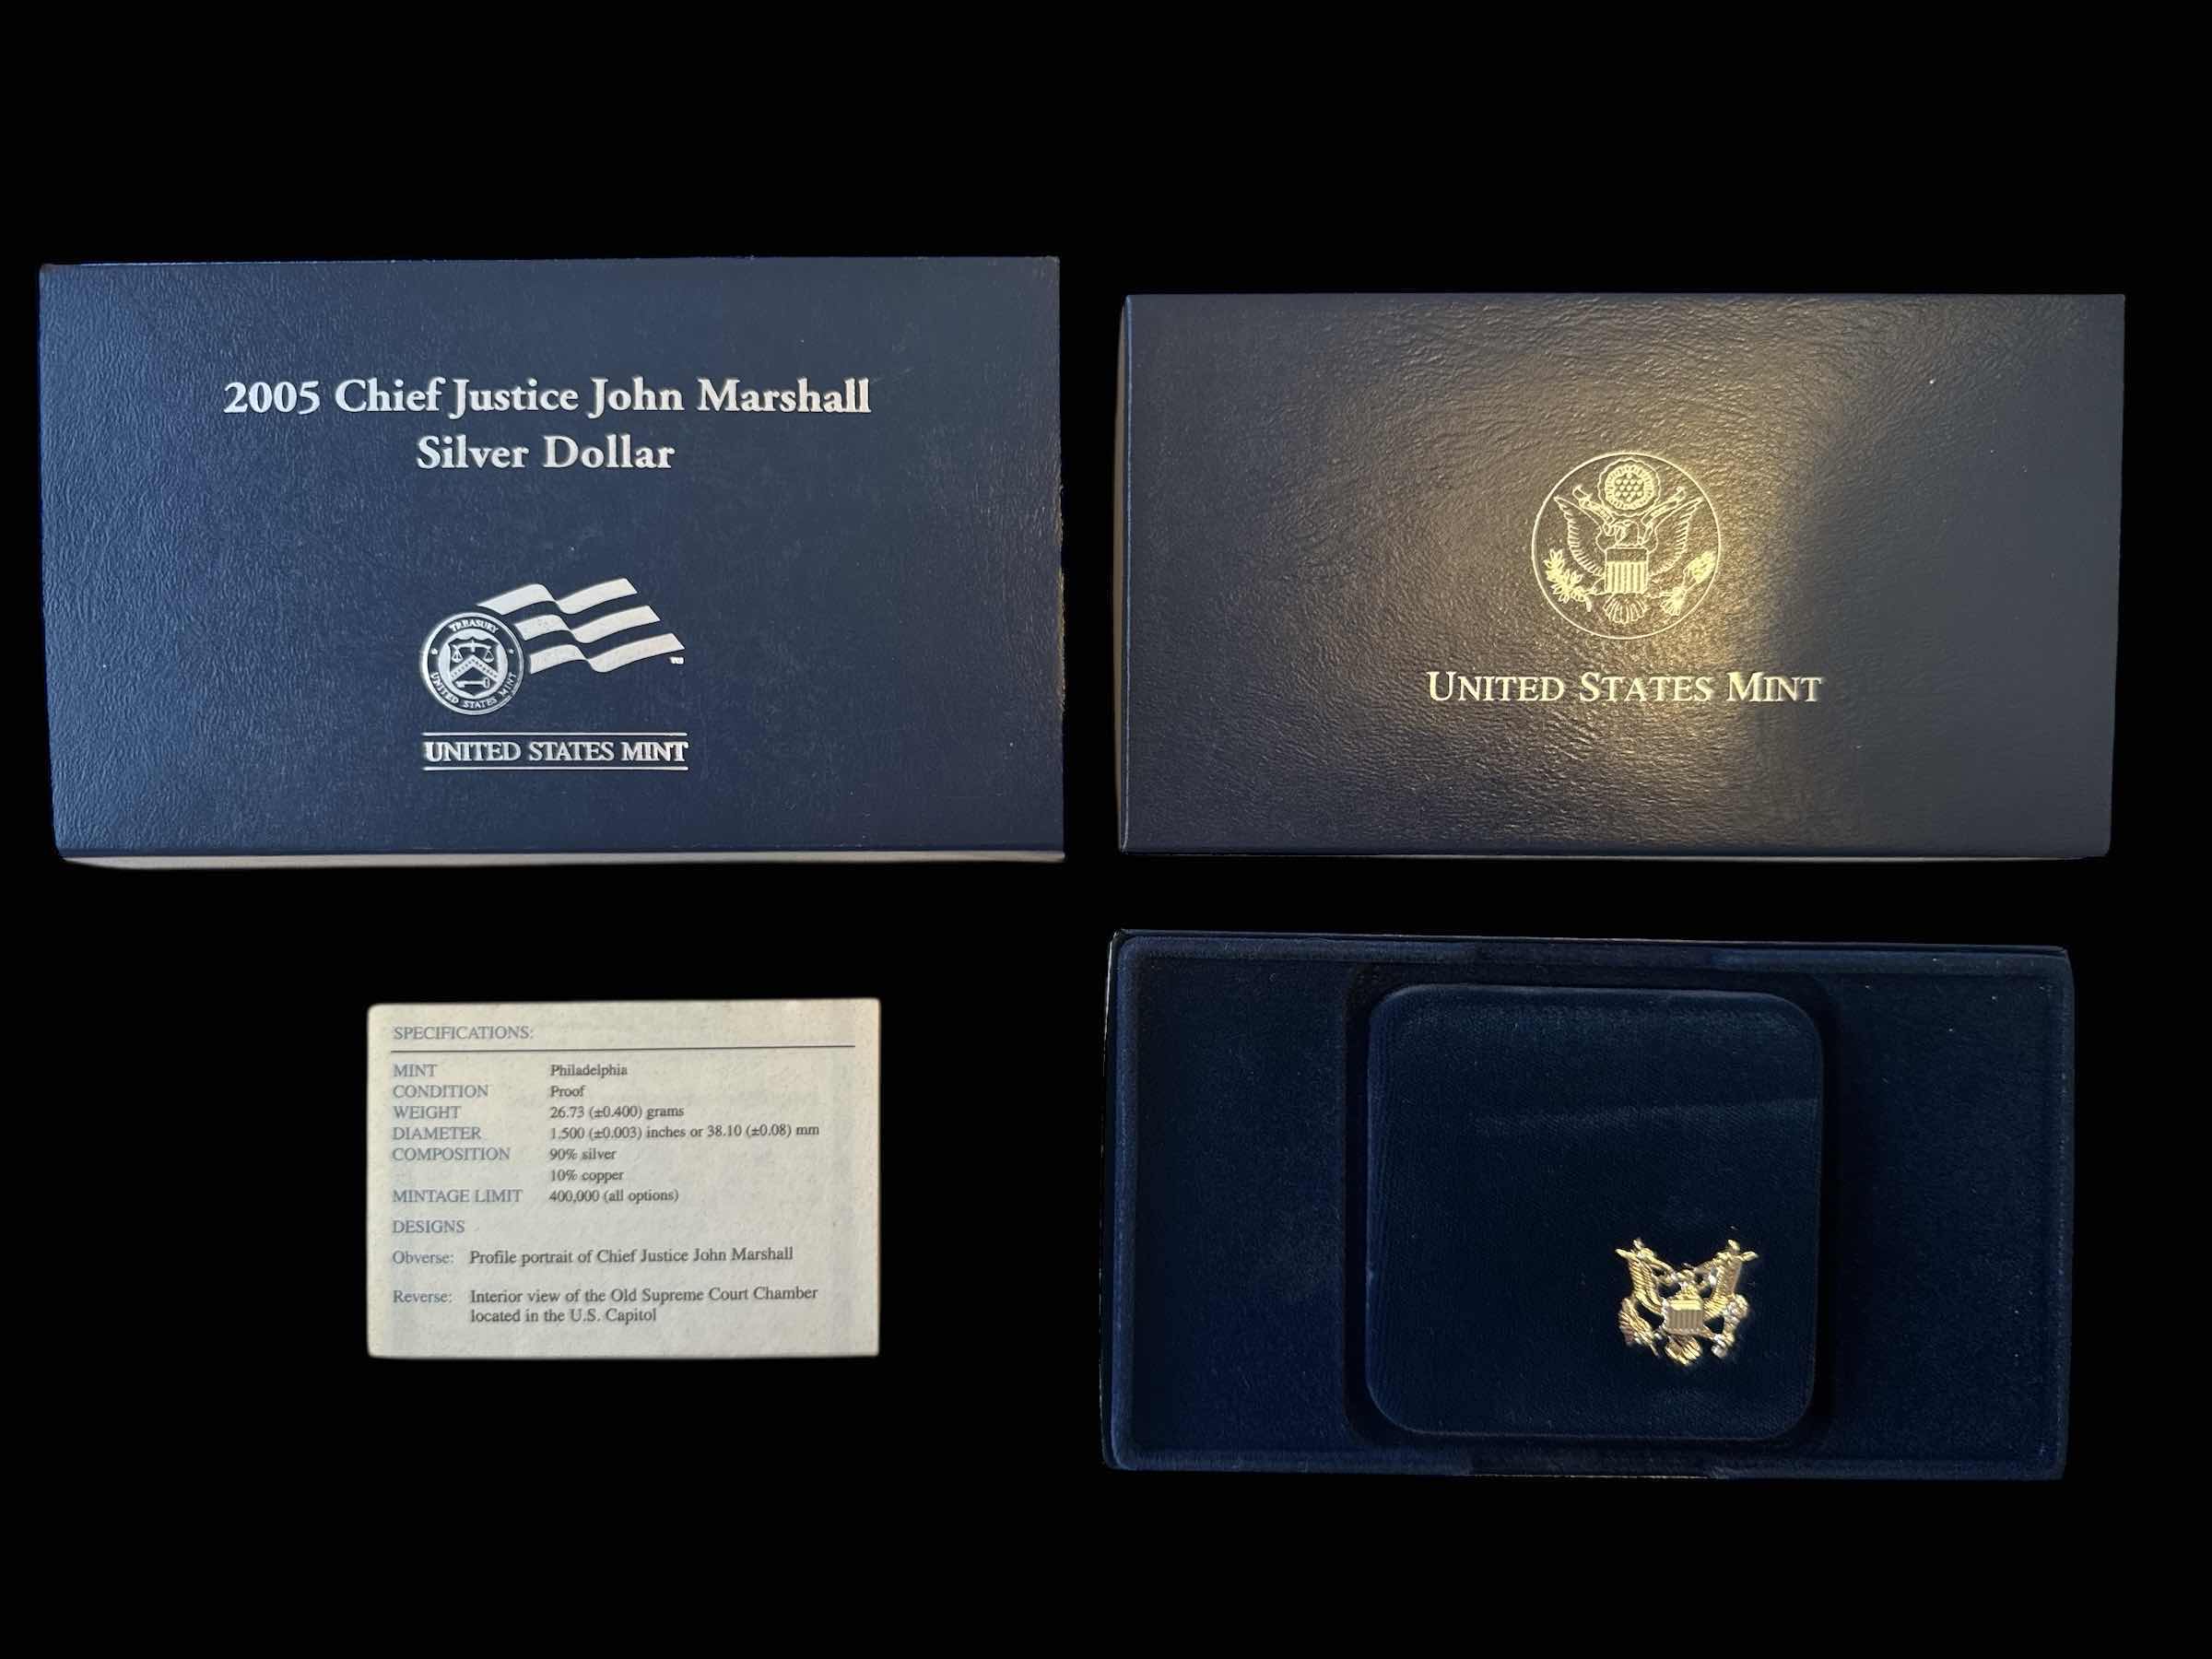 2005 Chief Justice John Marshall
Silver Dollar
TREASURY
UNITED STATES MINT
TM
UNITED STATES MINT
UNITED STATES MINT
SPECIFICATIONS:
MINT Philadelphia
CONDITION Proof
WEIGHT 26.73 (±0.400) grams
DIAMETER 1.500 (±0.003) inches or 38.10 (±0.08) mm
COMPOSITION 90% silver
10% copper
MINTAGE LIMIT 400,000 (all options)
DESIGNS
Obverse: Profile portrait of Chief Justice John Marshall
Reverse: Interior view of the Old Supreme Court Chamber
located in the U.S. Capitol